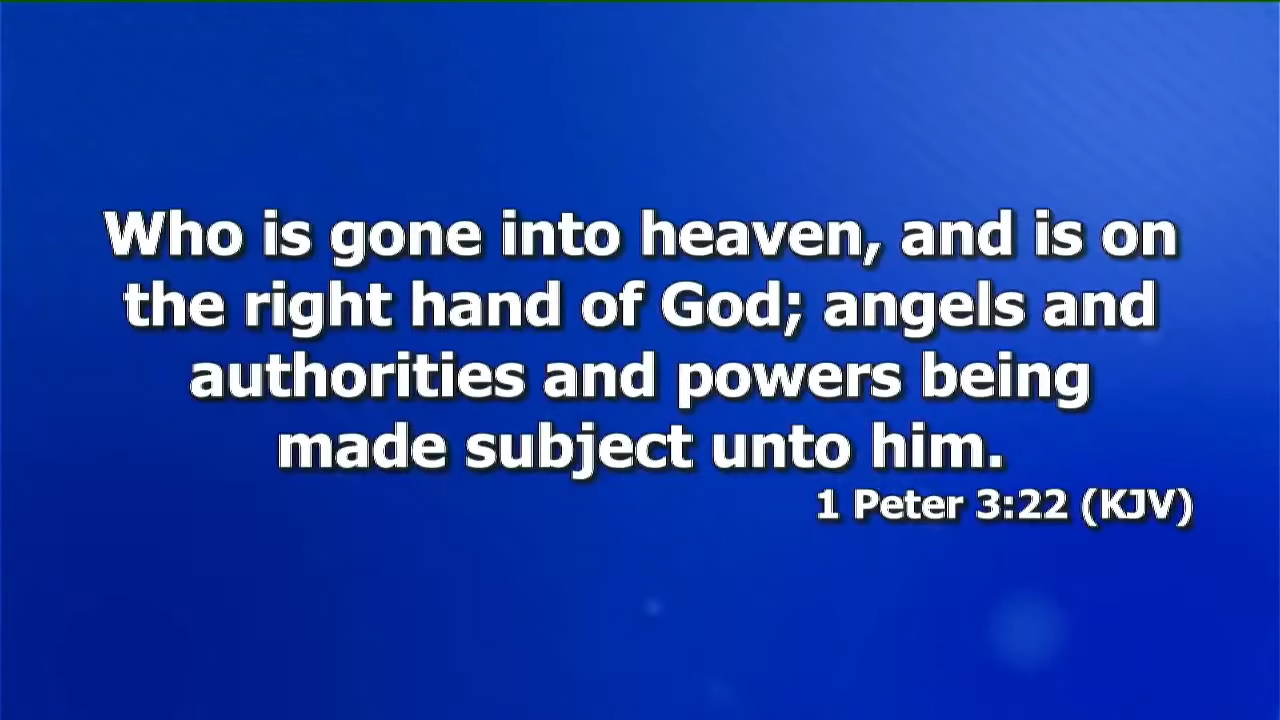 Who is gone into heaven, and is on
the right hand of God; angels and
authorities and powers being
made subject unto him.
1 Peter 3:22 (KJV)